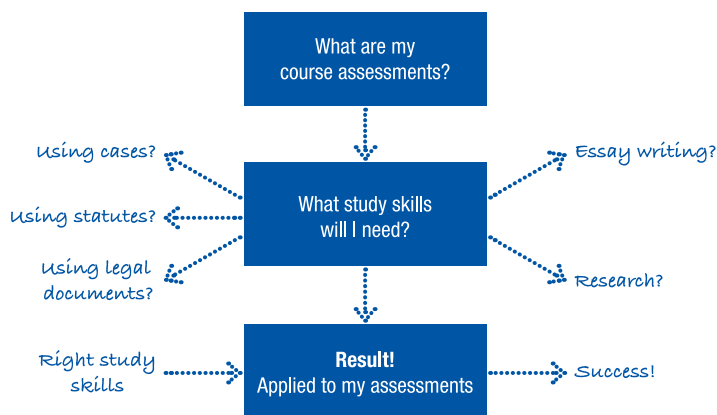 What are my
course assessments?
Using cases?
Essay writing?
What study skills
will I need?
Using statutes?
Using legal
documents?
Research?
Right study
skills
Result!
Applied to my assessments
Success!